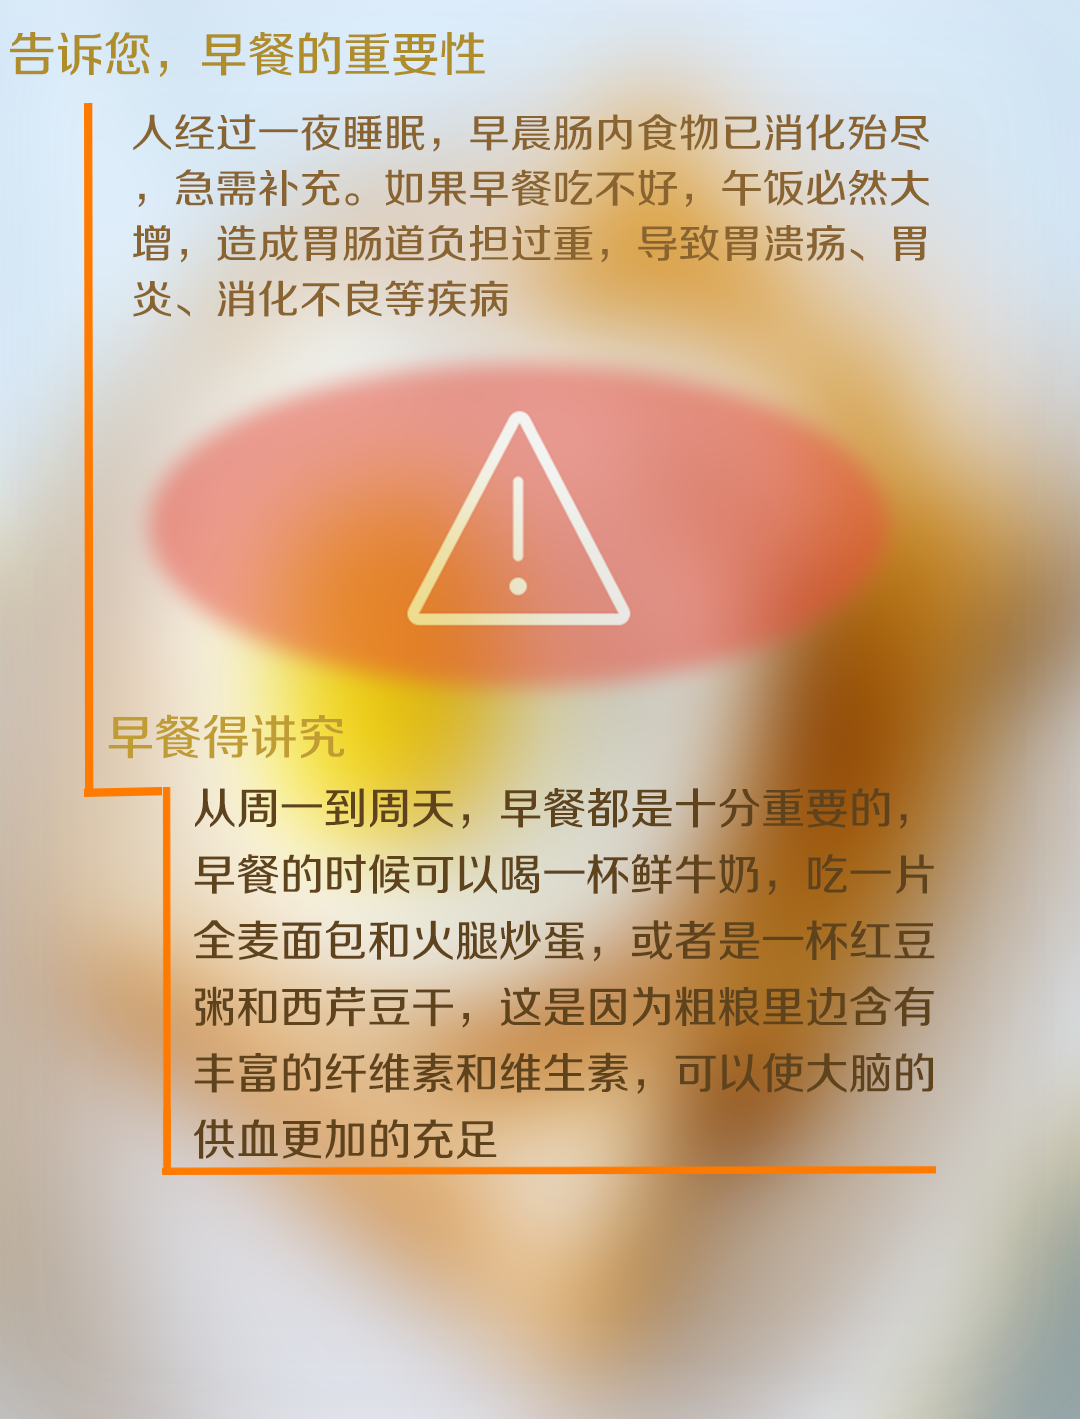 告诉您，早餐的重要性
人经过一夜睡眠，早晨肠内食物已消化殆尽
，急需补充。如果早餐吃不好，午饭必然大
增，造成胃肠道负担过重，导致胃溃疡、胃
炎、消化不良等疾病
早餐得讲究
从周一到周天，早餐都是十分重要的，
早餐的时候可以喝一杯鲜牛奶，吃一片
全麦面包和火腿炒蛋，或者是一杯红豆
粥和西芹豆干，这是因为粗粮里边含有
丰富的纤维素和维生素，可以使大脑的
供血更加的充足